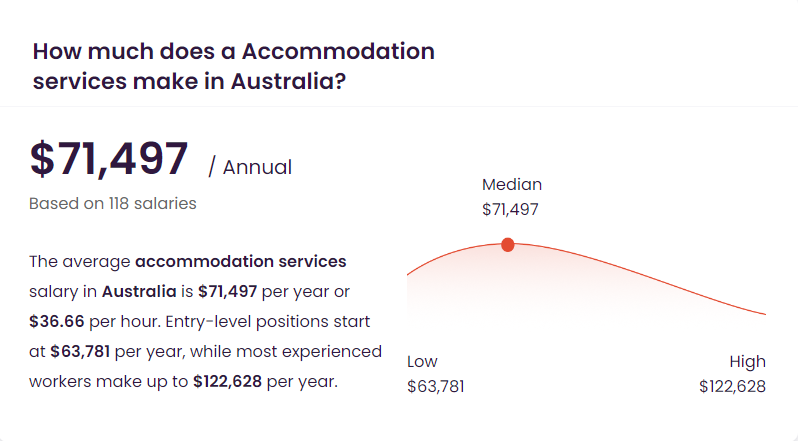 How much does a Accommodation
services make in Australia?
$71,497 / Annual
Based on 118 salaries
The average accommodation services
salary in Australia is $71,497 per year or
$36.66 per hour. Entry-level positions start
at $63,781 per year, while most experienced
workers make up to $122,628 per year.
Median
$71,497
Low
$63,781
High
$122,628